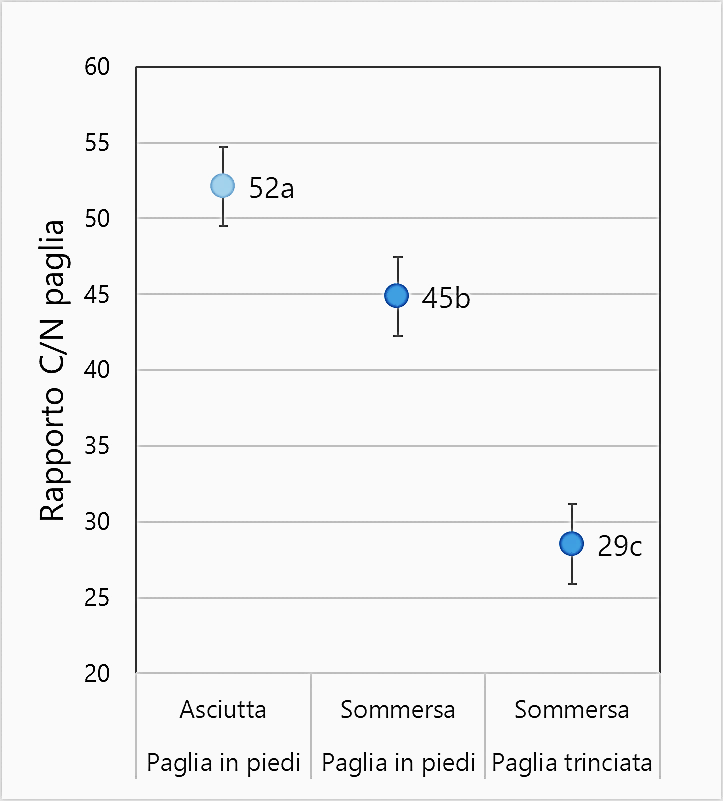 Rapporto C/N paglia
60
55
50
45
40
35
30
25
20
52a
45b
29c
Asciutta Sommersa Sommersa
Paglia in piedi Paglia in piedi Paglia trinciata